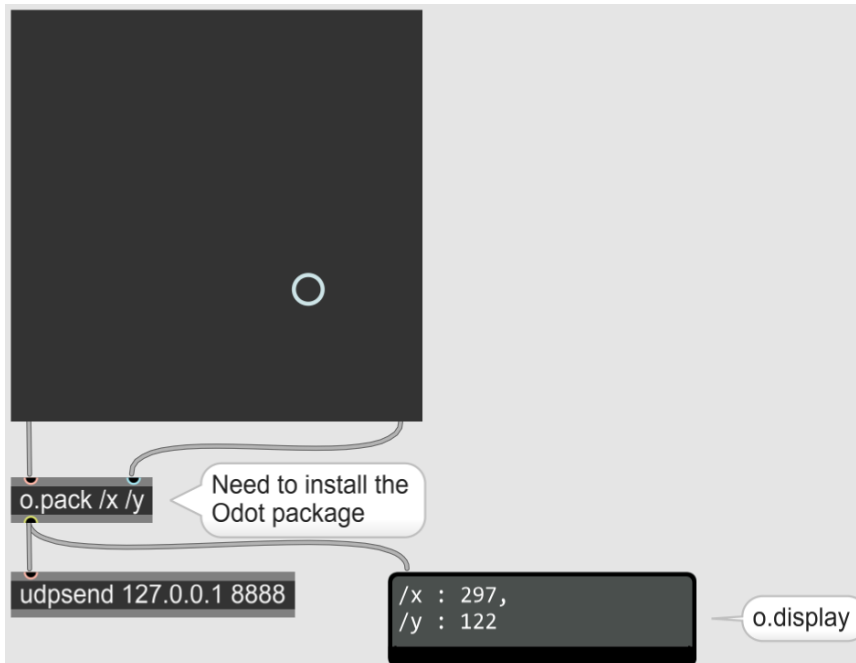 o.pack /x /y
Need to install the
Odot package
udpsend 127.0.0.1 8888
/x : 297,
/y : 122
o.display